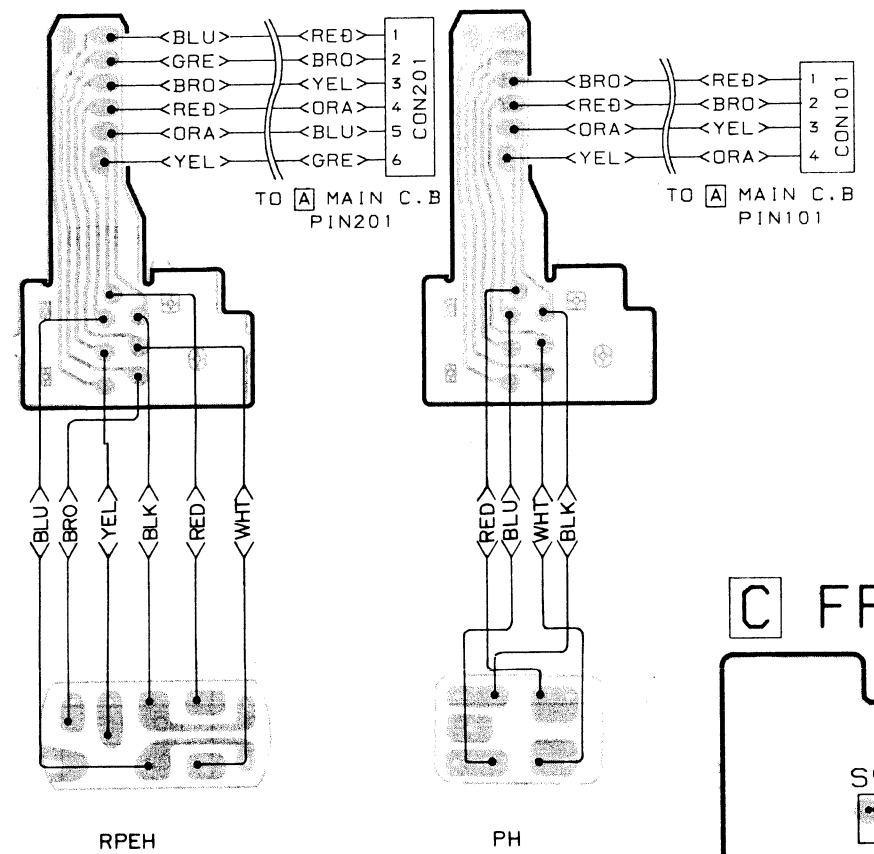 <BLU> <RED> 1
<GRE> <BRO> 2
<BRO> <YEL> 3
<RED> <ORA> 4
<ORA> <BLU> 5
<YEL> <GRE> 6
CON201
TO A MAIN C.B
PIN201
<BRO> <RED> 1
<RED> <BRO> 2
<ORA> <YEL> 3
<YEL> <ORA> 4
CON101
TO A MAIN C.B
PIN101
<BLU> <BRO> <YEL> <BLK> <RED> <WHT>
<RED> <BLU> <WHT> <BLK>
RPEH
PH
C